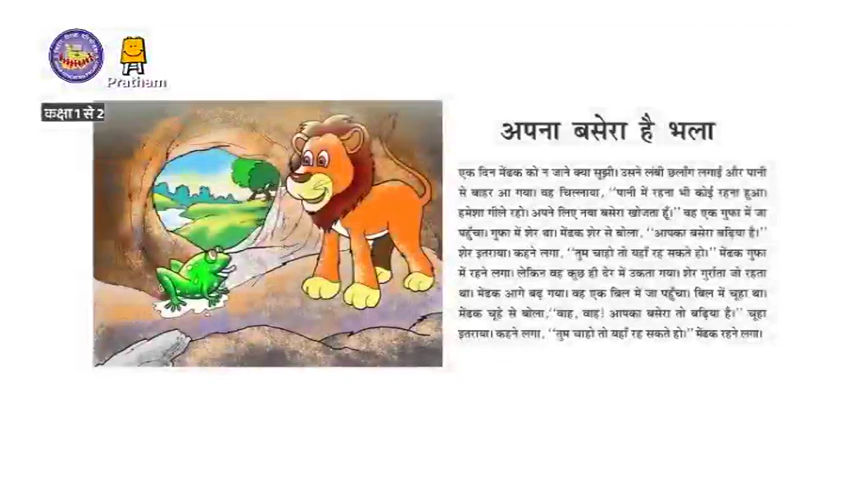 Pratham
कक्षा 1 से 2
अपना बसेरा है भला
एक दिन मेंढक को न जाने क्या सूझी। उसने लंबी छलाँग लगाई और पानी
से बाहर आ गया। वह चिल्लाया, “पानी में रहना भी कोई रहना हुआ।
हमेशा गीले रहो। अपने लिए नया बसेरा खोजता हूँ।” वह एक गुफा में जा
पहुँचा। गुफा में शेर था। मेंढक शेर से बोला, “आपका बसेरा बढ़िया है।”
शेर इतराया। कहने लगा, “तुम चाहो तो यहाँ रह सकते हो।” मेंढक गुफा
में रहने लगा। लेकिन वह कुछ ही देर में उकता गया। शेर गुर्राता जो रहता
था। मेंढक आगे बढ़ गया। वह एक बिल में जा पहुँचा। बिल में चूहा था।
मेंढक चूहे से बोला,“वाह, वाह! आपका बसेरा तो बढ़िया है।” चूहा
इतराया। कहने लगा, “तुम चाहो तो यहाँ रह सकते हो।” मेंढक रहने लगा।